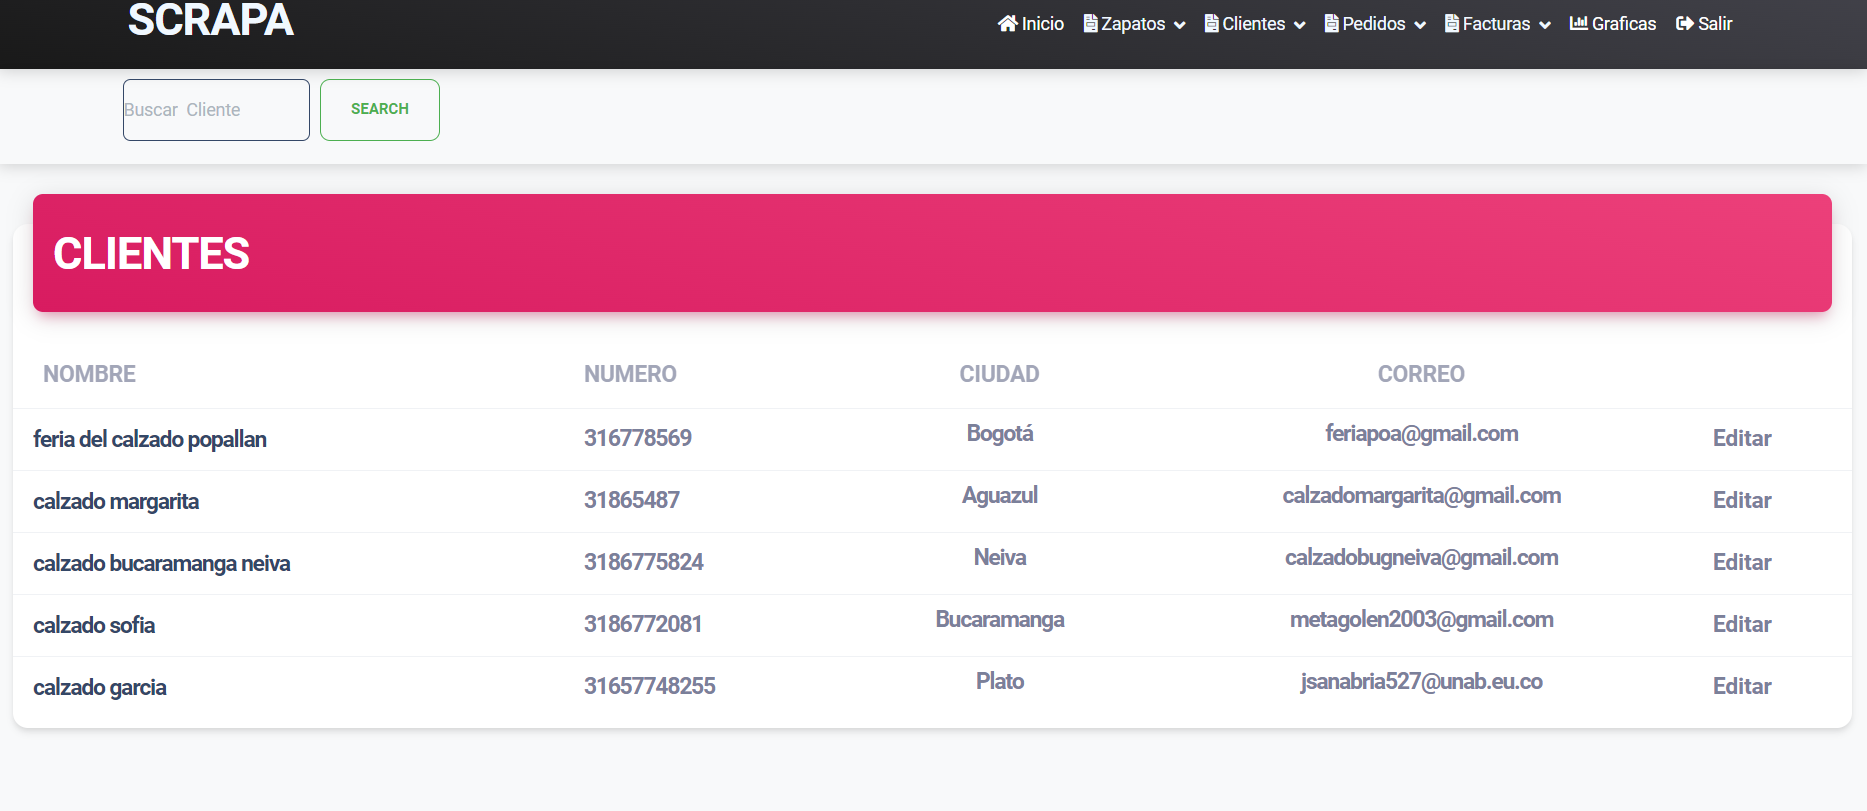 SCRAPA
Inicio Zapatos Clientes Pedidos Facturas Graficas Salir
Buscar Cliente SEARCH
CLIENTES
NOMBRE NUMERO CIUDAD CORREO
feria del calzado popallan 316778569 Bogotá feriapoa@gmail.com Editar
calzado margarita 31865487 Aguazul calzadomargarita@gmail.com Editar
calzado bucaramanga neiva 3186775824 Neiva calzadobugneiva@gmail.com Editar
calzado sofia 3186772081 Bucaramanga metagolen2003@gmail.com Editar
calzado garcia 31657748255 Plato jsanabria527@unab.eu.co Editar